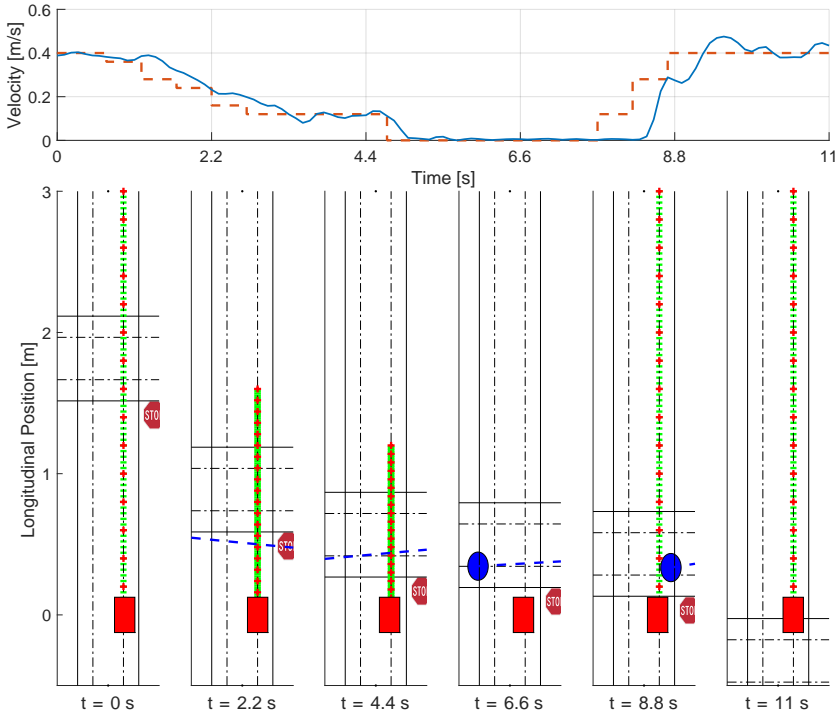 0.6
0.4
0.2
0
Velocity [m/s]
0 2.2 4.4 6.6 8.8 11
Time [s]
3
2
1
0
Longitudinal Position [m]
STO
STO
STO
STO
STO
t = 0 s t = 2.2 s t = 4.4 s t = 6.6 s t = 8.8 s t = 11 s